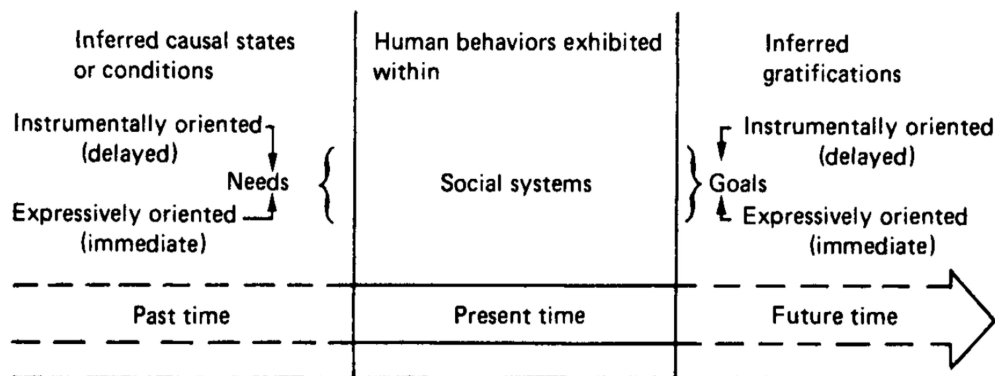 Inferred causal states
or conditions
Instrumentally oriented
(delayed)
Needs
Expressively oriented
(immediate)
Human behaviors exhibited
within
Social systems
Inferred
gratifications
Instrumentally oriented
(delayed)
Goals
Expressively oriented
(immediate)
Past time
Present time
Future time